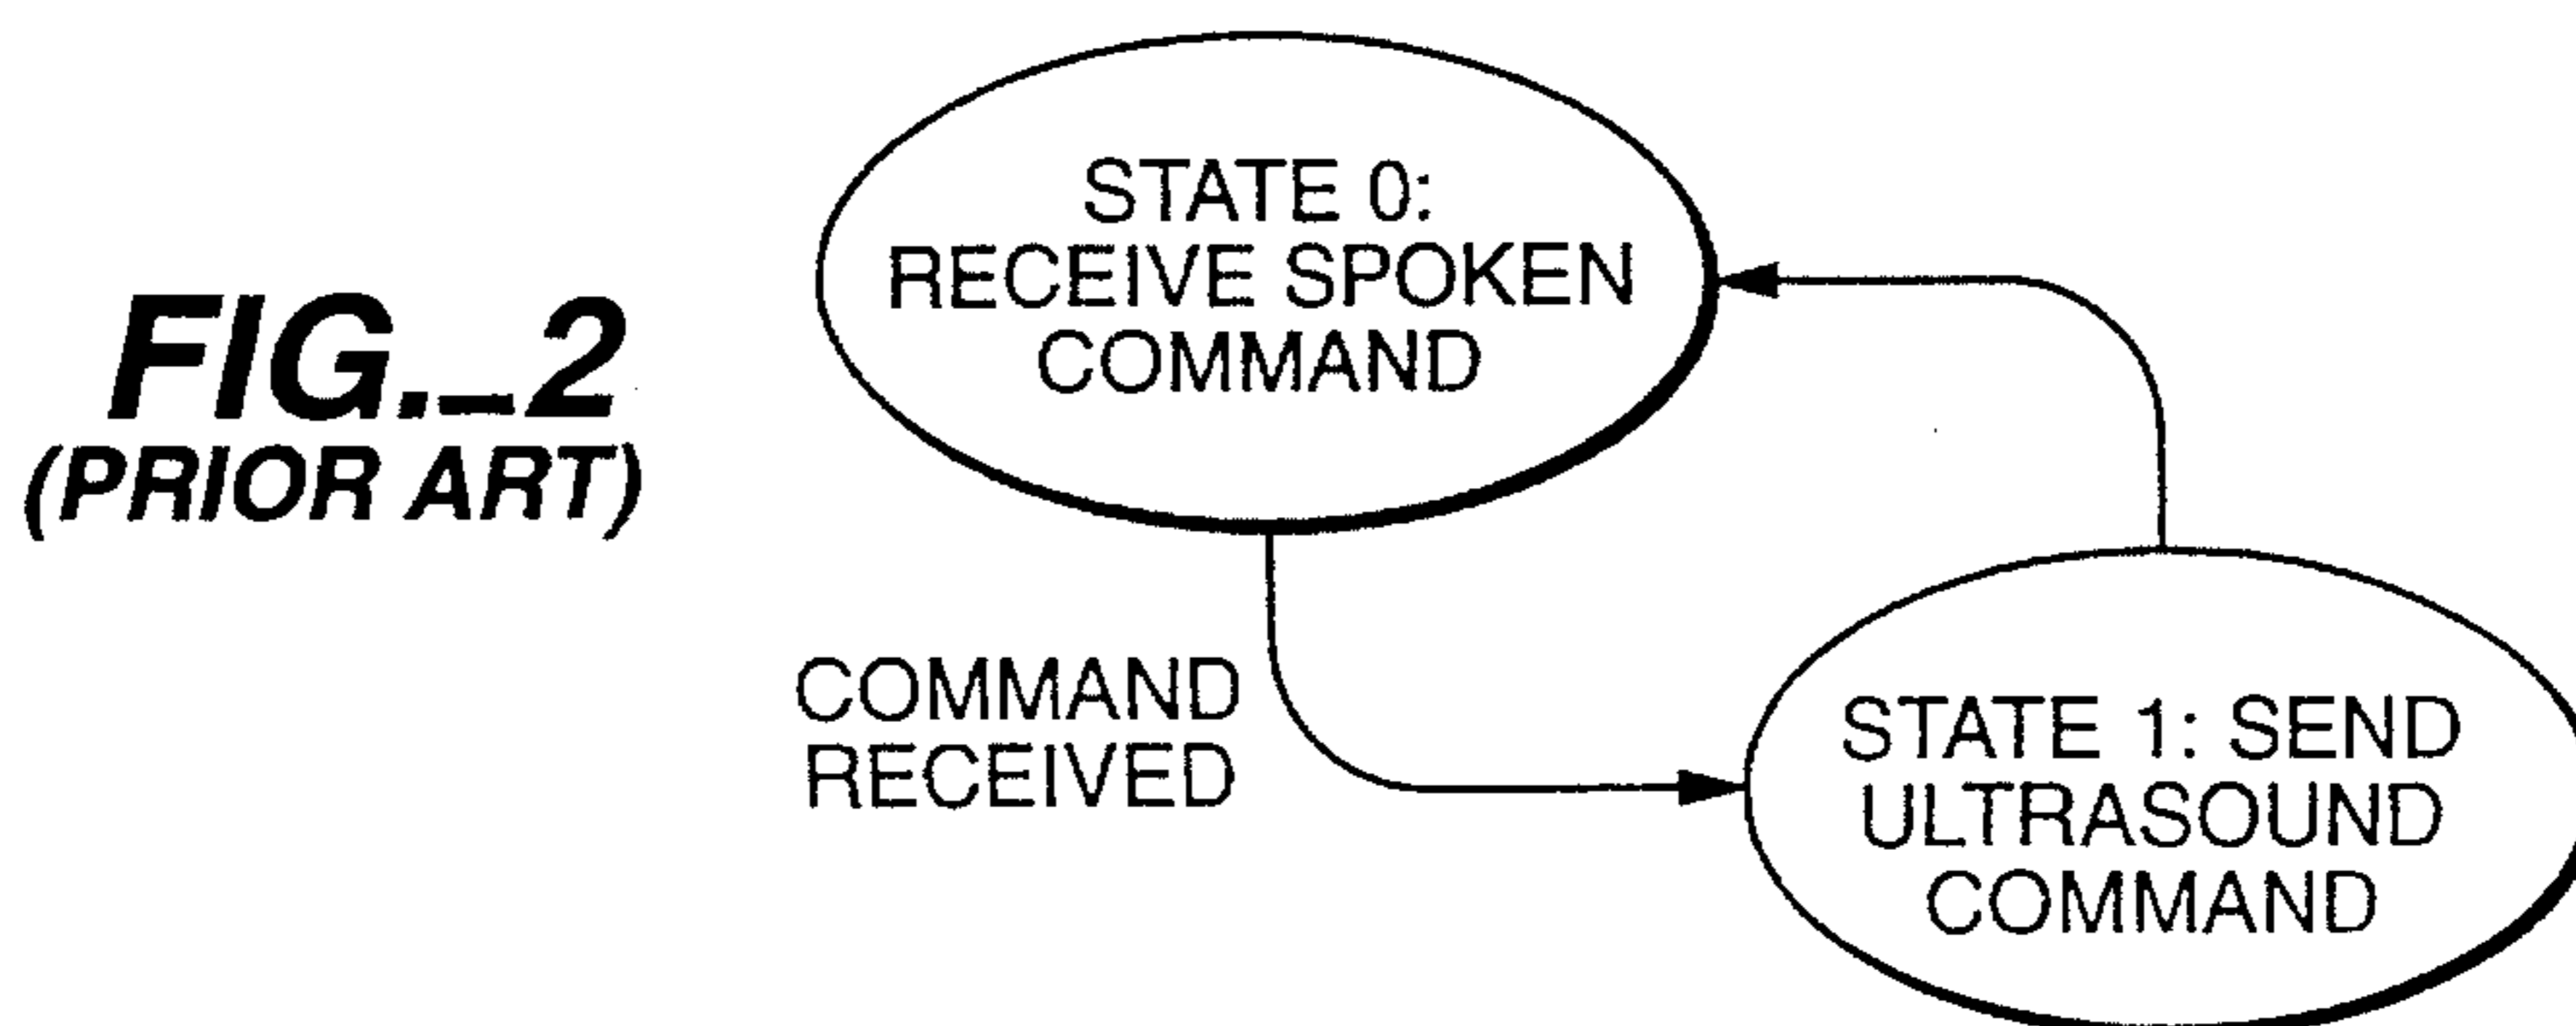 FIG._2
(PRIOR ART)
STATE 0:
RECEIVE SPOKEN
COMMAND
COMMAND
RECEIVED
STATE 1: SEND
ULTRASOUND
COMMAND